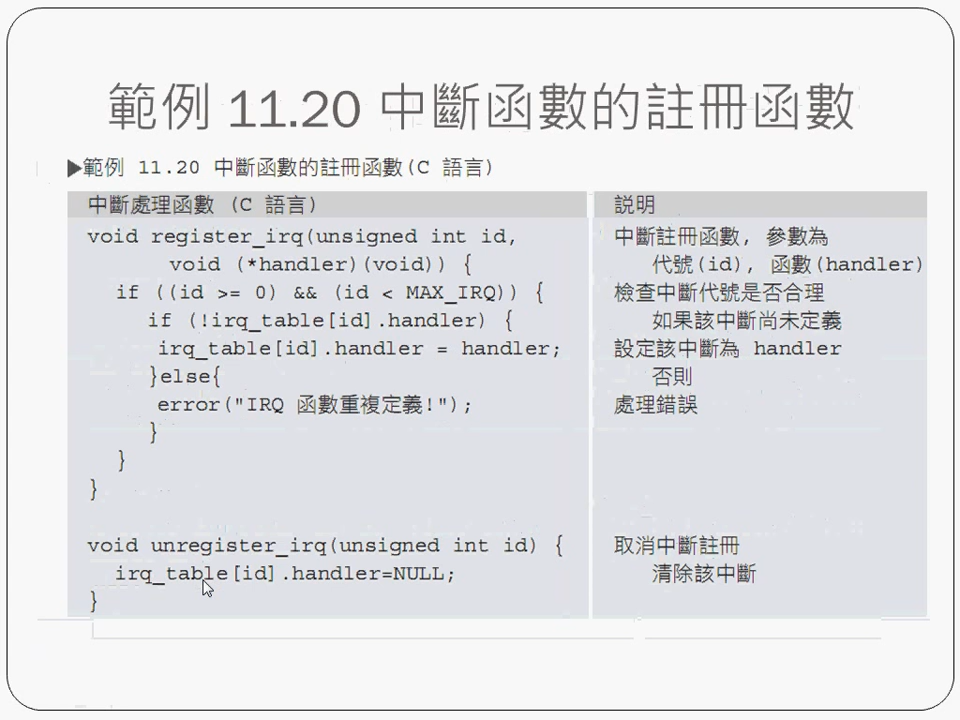 範例 11.20 中斷函數的註冊函數
▶範例 11.20 中斷函數的註冊函數(C 語言)
中斷處理函數 (C 語言) 說明
void register_irq(unsigned int id, 中斷註冊函數, 參數為
void (*handler)(void)) { 代號(id), 函數(handler)
if ((id >= 0) && (id < MAX_IRQ)) { 檢查中斷代號是否合理
if (!irq_table[id].handler) { 如果該中斷尚未定義
irq_table[id].handler = handler; 設定該中斷為 handler
}else{ 否則
error("IRQ 函數重複定義!"); 處理錯誤
}
}
}
void unregister_irq(unsigned int id) { 取消中斷註冊
irq_table[id].handler=NULL; 清除該中斷
}